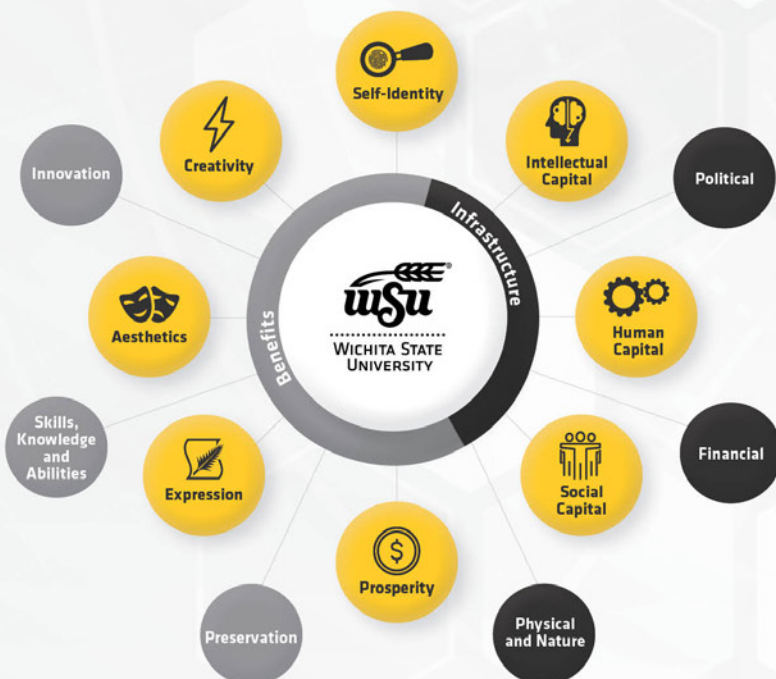 Self-Identity
Creativity
Intellectual
Capital
Innovation
Political
Infrastructure
wsu
®
WICHITA STATE
UNIVERSITY
Benefits
Aesthetics
Human
Capital
Skills,
Knowledge
and
Abilities
Financial
Expression
Social
Capital
$
Prosperity
Preservation
Physical
and Nature